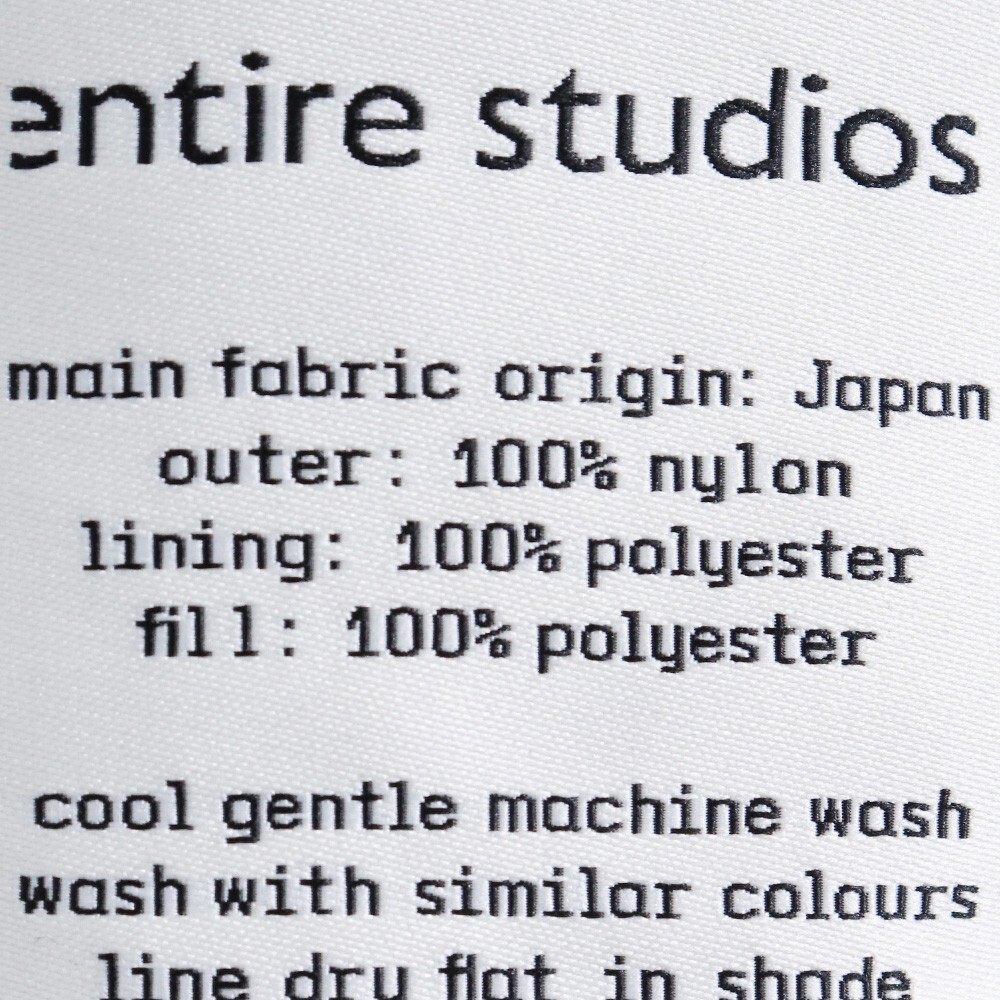 entire studios
main fabric origin: Japan
outer: 100% nylon
lining: 100% polyester
fill: 100% polyester
cool gentle machine wash
wash with similar colours
line dry flat in shade